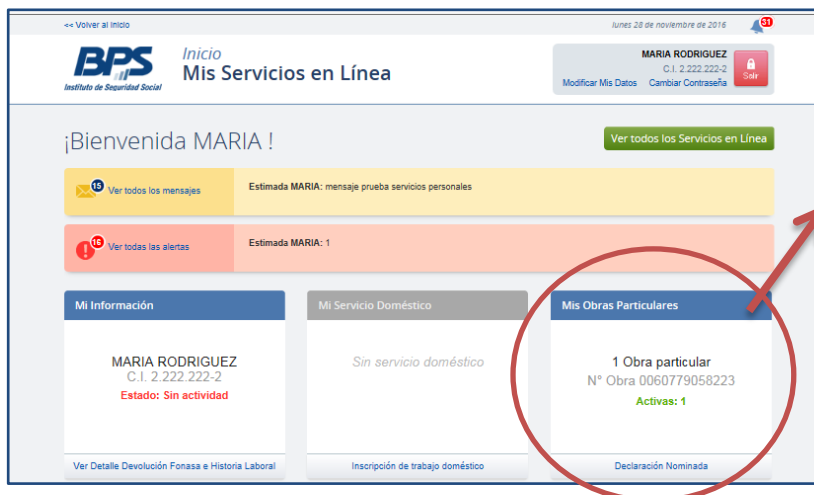 << Volver al Inicio
lunes 28 de noviembre de 2016
31
BPS
Instituto de Seguridad Social
Inicio
Mis Servicios en Línea
MARIA RODRIGUEZ
C.I. 2.222.222-2
Modificar Mis Datos Cambiar Contraseña
Salir
¡Bienvenida MARIA !
Ver todos los Servicios en Línea
15
Ver todos los mensajes
Estimada MARIA: mensaje prueba servicios personales
16
Ver todas las alertas
Estimada MARIA: 1
Mi Información
MARIA RODRIGUEZ
C.I. 2.222.222-2
Estado: Sin actividad
Ver Detalle Devolución Fonasa e Historia Laboral
Mi Servicio Doméstico
Sin servicio doméstico
Inscripción de trabajo doméstico
Mis Obras Particulares
1 Obra particular
N° Obra 0060779058223
Activas: 1
Declaración Nominada